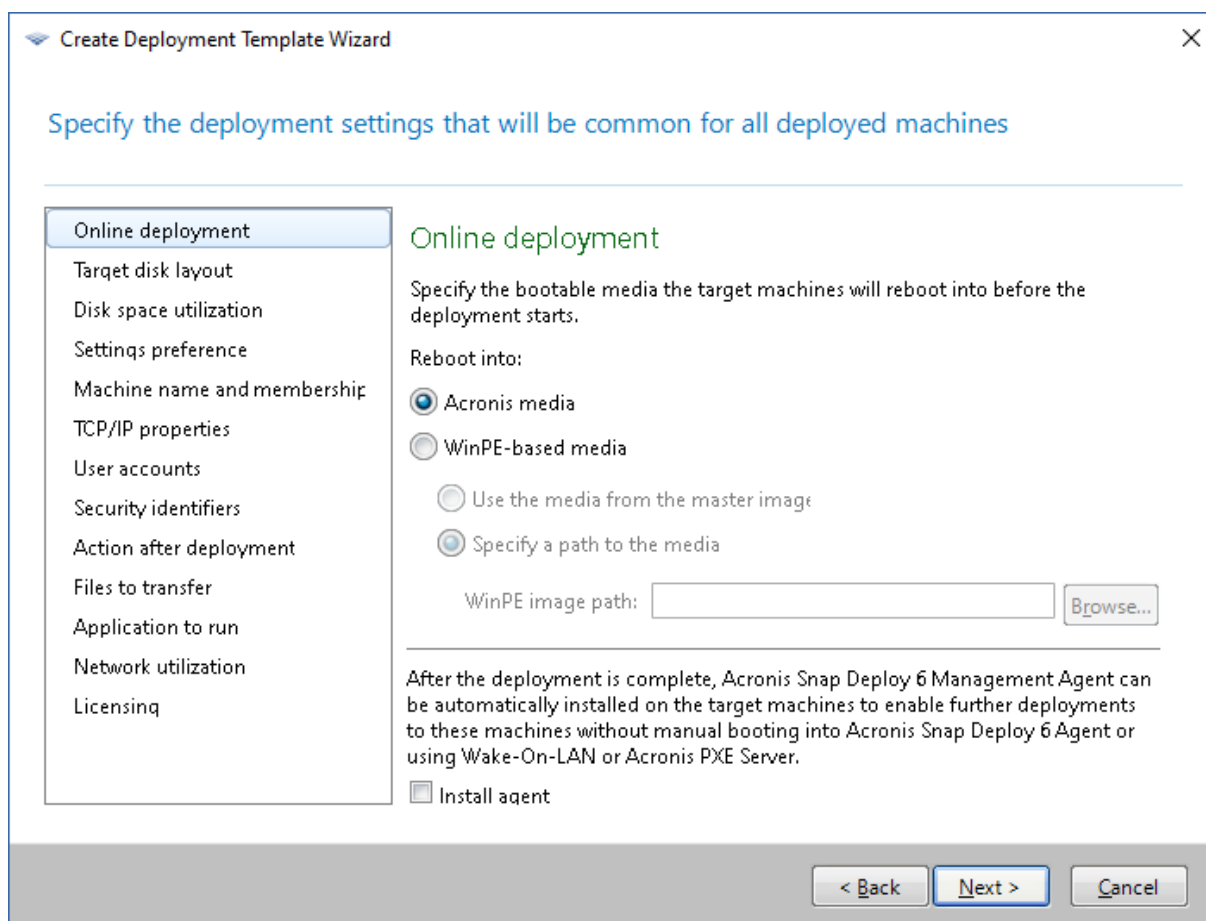 Create Deployment Template Wizard
Specify the deployment settings that will be common for all deployed machines
Online deployment
Target disk layout
Disk space utilization
Settings preference
Machine name and membership
TCP/IP properties
User accounts
Security identifiers
Action after deployment
Files to transfer
Application to run
Network utilization
Licensing
Online deployment
Specify the bootable media the target machines will reboot into before the
deployment starts.
Reboot into:
Acronis media
WinPE-based media
Use the media from the master image
Specify a path to the media
WinPE image path:
Browse...
After the deployment is complete, Acronis Snap Deploy 6 Management Agent can
be automatically installed on the target machines to enable further deployments
to these machines without manual booting into Acronis Snap Deploy 6 Agent or
using Wake-On-LAN or Acronis PXE Server.
Install agent
< Back
Next >
Cancel